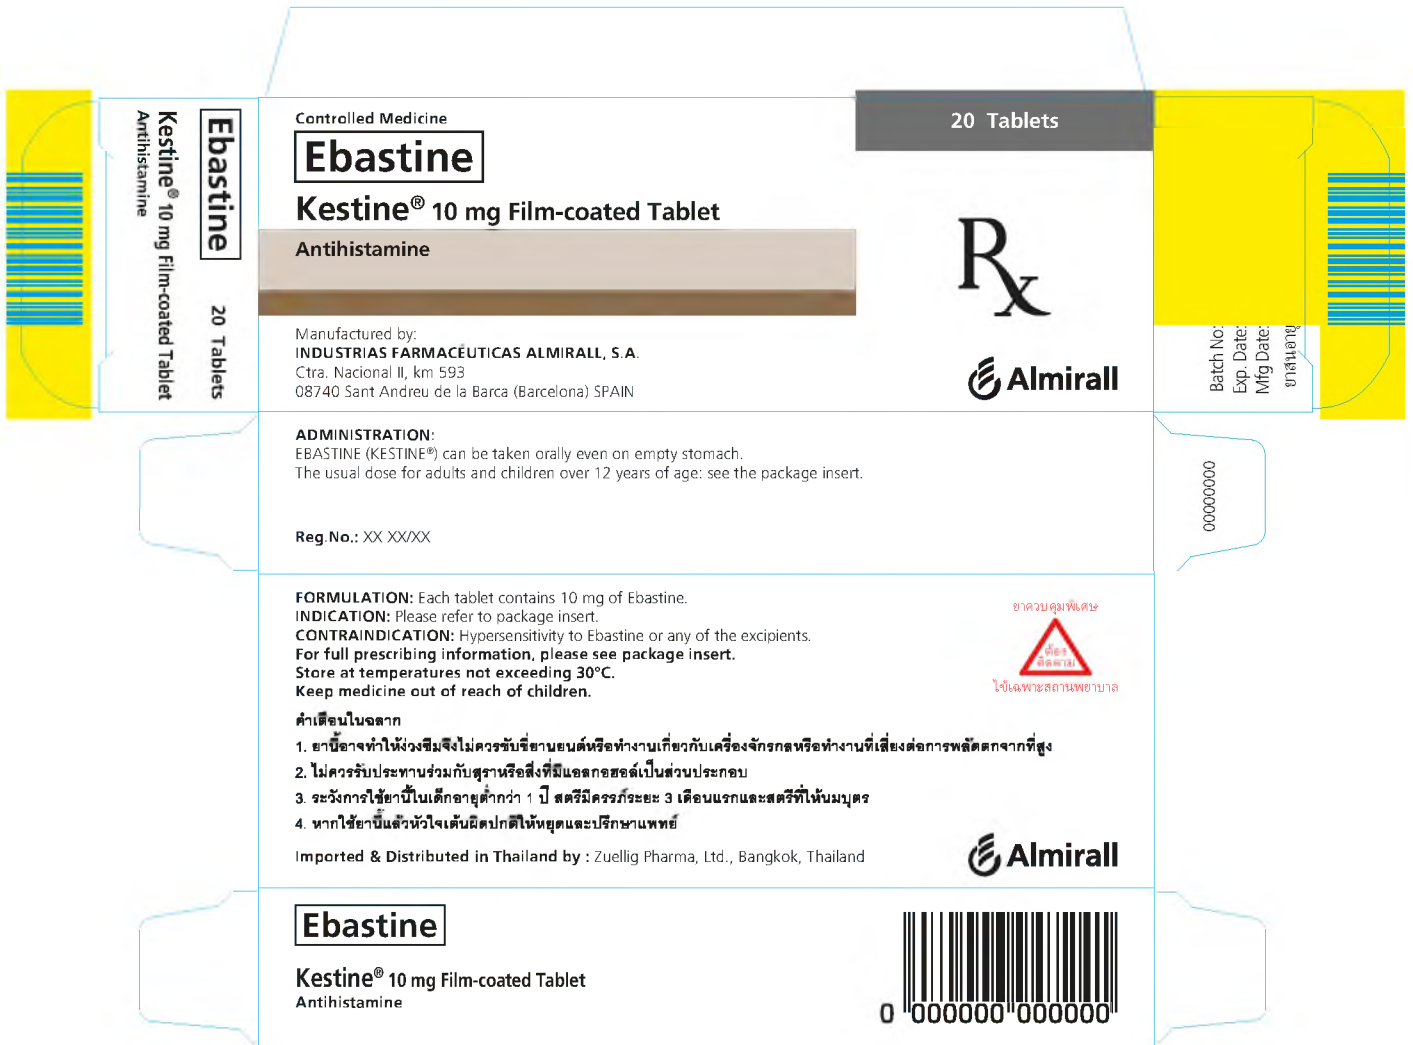 Controlled Medicine
Ebastine
Kestine® 10 mg Film-coated Tablet
Antihistamine
20 Tablets
Rx
Manufactured by:
INDUSTRIAS FARMACÉUTICAS ALMIRALL, S.A.
Ctra. Nacional II, km 593
08740 Sant Andreu de la Barca (Barcelona) SPAIN
Almirall
Ebastine
20 Tablets
Kestine® 10 mg Film-coated Tablet
Antihistamine
Batch No:
Exp. Date:
Mfg Date:
ยาสิ้นอายุ
00000000
ADMINISTRATION:
EBASTINE (KESTINE®) can be taken orally even on empty stomach.
The usual dose for adults and children over 12 years of age: see the package insert.
Reg.No.: XX XX/XX
FORMULATION: Each tablet contains 10 mg of Ebastine.
INDICATION: Please refer to package insert.
CONTRAINDICATION: Hypersensitivity to Ebastine or any of the excipients.
For full prescribing information, please see package insert.
Store at temperatures not exceeding 30°C.
Keep medicine out of reach of children.
ยาควบคุมพิเศษ
ต้อง
ติดตาม
ใช้เฉพาะสถานพยาบาล
คำเตือนในฉลาก
1. ยานี้อาจทำให้ง่วงซึมจึงไม่ควรขับขี่ยานยนต์หรือทำงานเกี่ยวกับเครื่องจักรกลหรือทำงานที่เสี่ยงต่อการพลัดตกจากที่สูง
2. ไม่ควรรับประทานร่วมกับสุราหรือสิ่งที่มีแอลกอฮอล์เป็นส่วนประกอบ
3. ระวังการใช้ยานี้ในเด็กอายุต่ำกว่า 1 ปี สตรีมีครรภ์ระยะ 3 เดือนแรกและสตรีที่ให้นมบุตร
4. หากใช้ยานี้แล้วหัวใจเต้นผิดปกติให้หยุดและปรึกษาแพทย์
Imported & Distributed in Thailand by : Zuellig Pharma, Ltd., Bangkok, Thailand
Almirall
Ebastine
Kestine® 10 mg Film-coated Tablet
Antihistamine
0 000000 000000